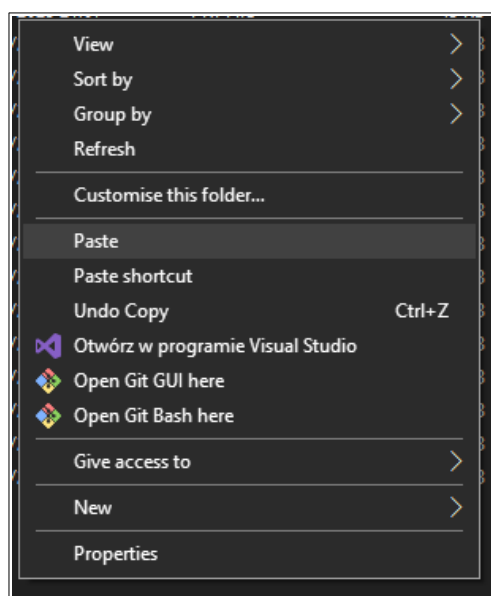 View
Sort by
Group by
Refresh
Customise this folder...
Paste
Paste shortcut
Undo Copy Ctrl+Z
Otwórz w programie Visual Studio
Open Git GUI here
Open Git Bash here
Give access to
New
Properties